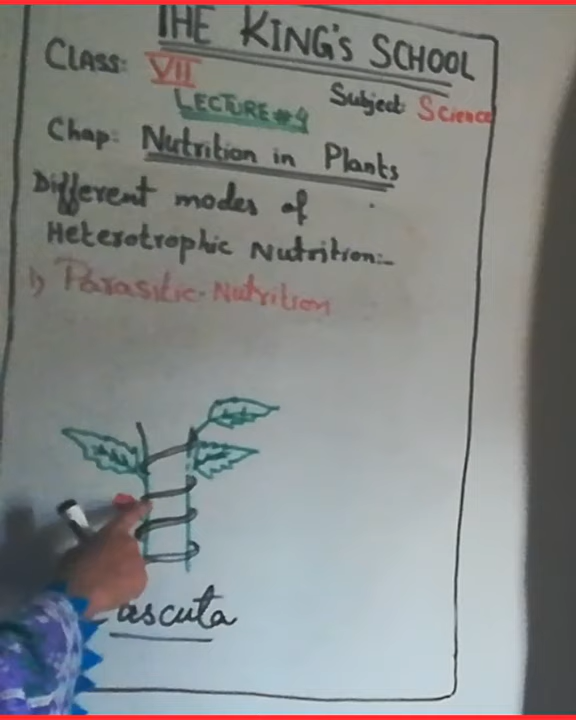 THE KING'S SCHOOL
CLASS: VII
Subject: Science
LECTURE #4
Chap: Nutrition in Plants
Different modes of
Heterotrophic Nutrition:-
1) Parasitic-Nutrition
ascuta